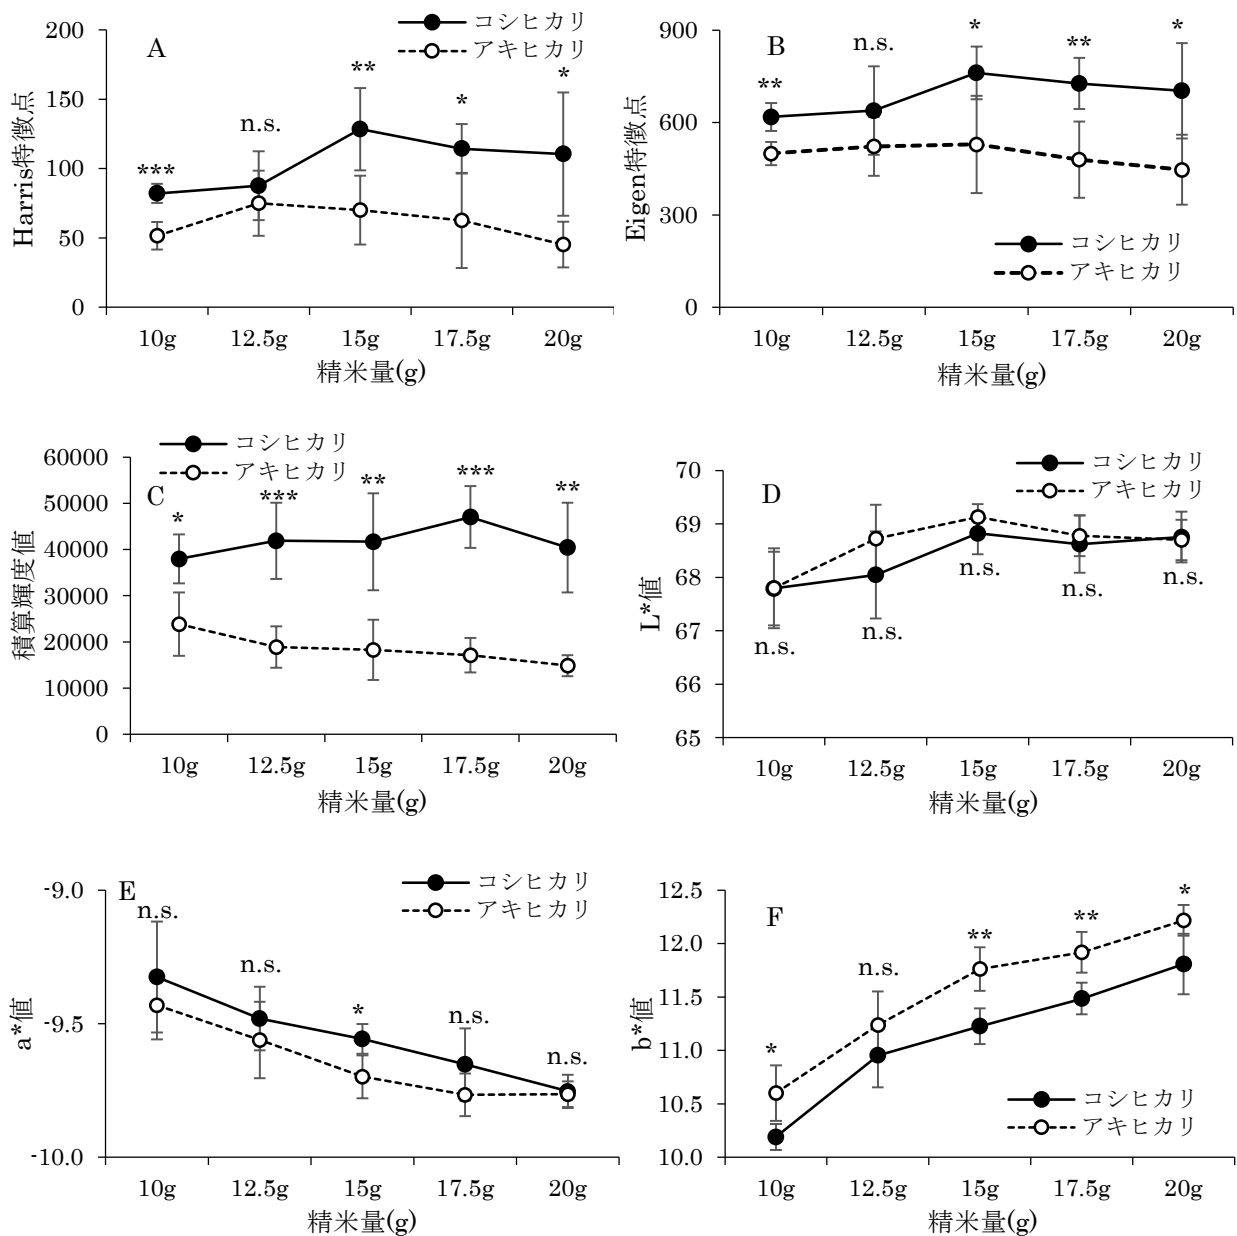 A
コシヒカリ
アキヒカリ
200
150
100
50
0
Harris特徴点
***
n.s.
**
*
*
10g 12.5g 15g 17.5g 20g
精米量(g)
B
900
600
300
0
Eigen特徴点
**
n.s.
*
**
*
コシヒカリ
アキヒカリ
10g 12.5g 15g 17.5g 20g
精米量(g)
C
コシヒカリ
アキヒカリ
60000
50000
40000
30000
20000
10000
0
積算輝度値
*
***
**
***
**
10g 12.5g 15g 17.5g 20g
精米量(g)
D
コシヒカリ
アキヒカリ
70
69
68
67
66
65
L*値
n.s.
n.s.
n.s.
n.s.
n.s.
10g 12.5g 15g 17.5g 20g
精米量(g)
E
コシヒカリ
アキヒカリ
-9.0
-9.5
-10.0
a*値
n.s.
n.s.
*
n.s.
n.s.
10g 12.5g 15g 17.5g 20g
精米量(g)
F
12.5
12.0
11.5
11.0
10.5
10.0
b*値
*
n.s.
**
**
*
コシヒカリ
アキヒカリ
10g 12.5g 15g 17.5g 20g
精米量(g)